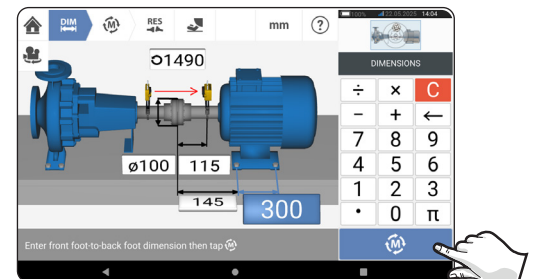 100% 22.05.2023 14:04
DIM
M
RES
mm
?
DIMENSIONS
1490
÷ × C
− + ←
7 8 9
ø100 115
4 5 6
145
1 2 3
300
• 0 π
Enter front foot-to-back foot dimension then tap M
M